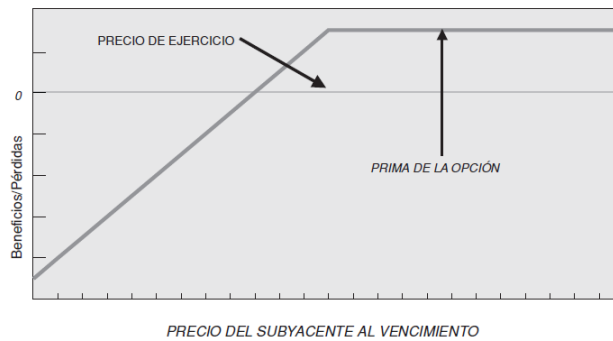 PRECIO DE EJERCICIO
0
PRIMA DE LA OPCIÓN
Beneficios/Pérdidas
PRECIO DEL SUBYACENTE AL VENCIMIENTO